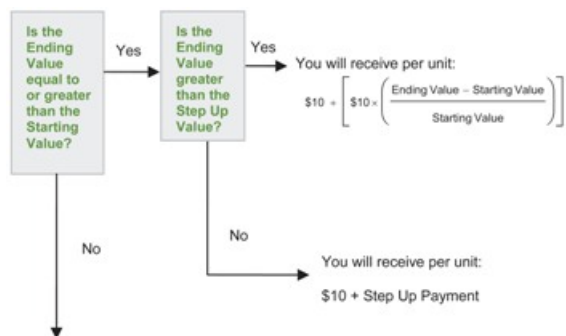 Is the
Ending
Value
equal to
or greater
than the
Starting
Value?
Yes
Is the
Ending
Value
greater
than the
Step Up
Value?
Yes
You will receive per unit:
$10 + [ $10 × ( Ending Value – Starting Value
Starting Value ) ]
No
No
You will receive per unit:
$10 + Step Up Payment